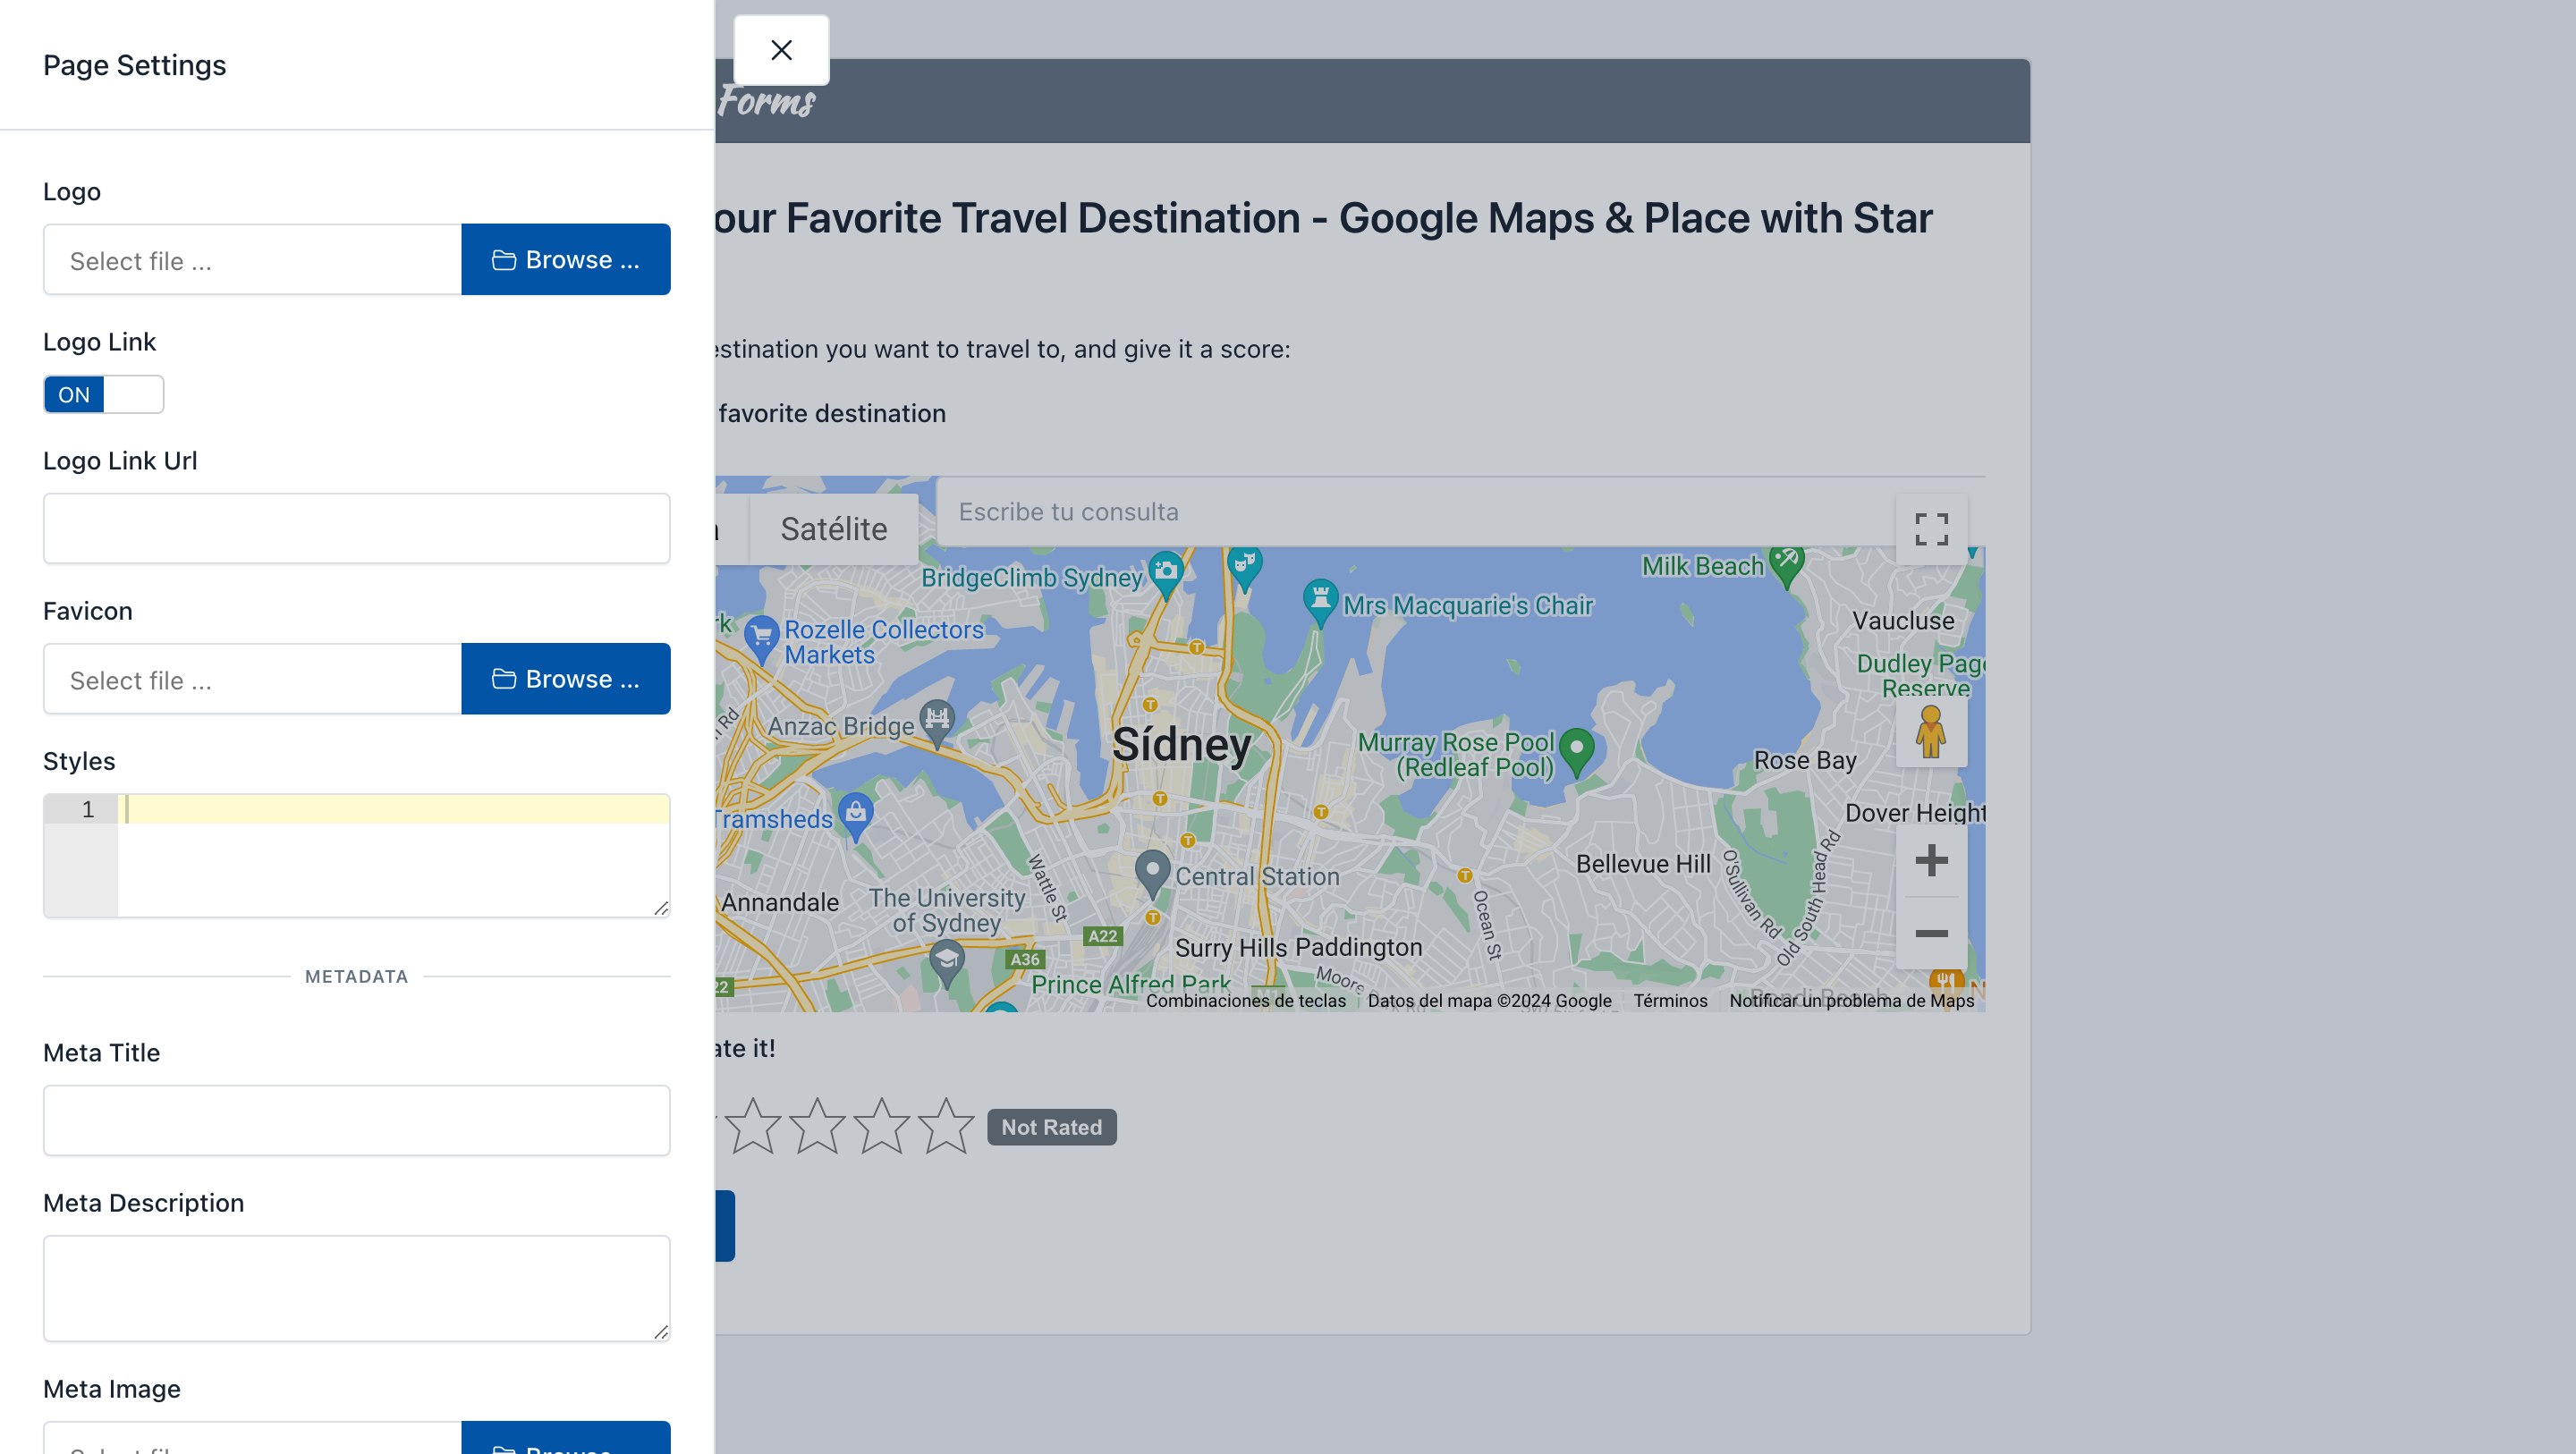 Page Settings
Forms
Logo
Select file ...
Browse ...
Logo Link
ON
Logo Link Url
Favicon
Select file ...
Browse ...
Styles
1
METADATA
Meta Title
Meta Description
Meta Image
our Favorite Travel Destination - Google Maps & Place with Star
estination you want to travel to, and give it a score:
favorite destination
Satélite
Escribe tu consulta
BridgeClimb Sydney
Milk Beach
Mrs Macquarie's Chair
Vaucluse
Rozelle Collectors
Markets
Dudley Page
Reserve
Anzac Bridge
Sídney
Murray Rose Pool
(Redleaf Pool)
Rose Bay
Tramsheds
Dover Height
Bellevue Hill
O'Sullivan Rd
Old South Head Rd
Wattle St
Central Station
Ocean St
Annandale
The University
of Sydney
A22
Surry Hills
Paddington
A36
Prince Alfred Park
Moore
22
Combinaciones de teclas
Datos del mapa ©2024 Google
Términos
Notificar un problema de Maps
ate it!
Not Rated